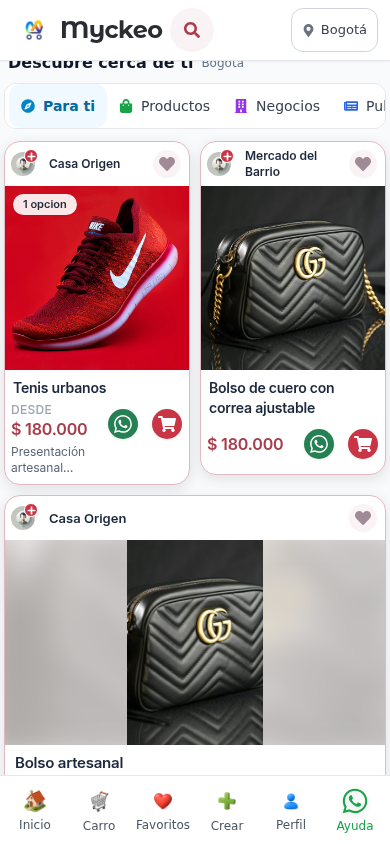 Myckeo
Bogotá
Descubre cerca de ti Bogota
Para ti
Productos
Negocios
Pul
Casa Origen
1 opcion
NIKE
Tenis urbanos
DESDE
$ 180.000
Presentación
artesanal...
Mercado del
Barrio
Bolso de cuero con
correa ajustable
$ 180.000
Casa Origen
Bolso artesanal
Inicio
Carro
Favoritos
Crear
Perfil
Ayuda